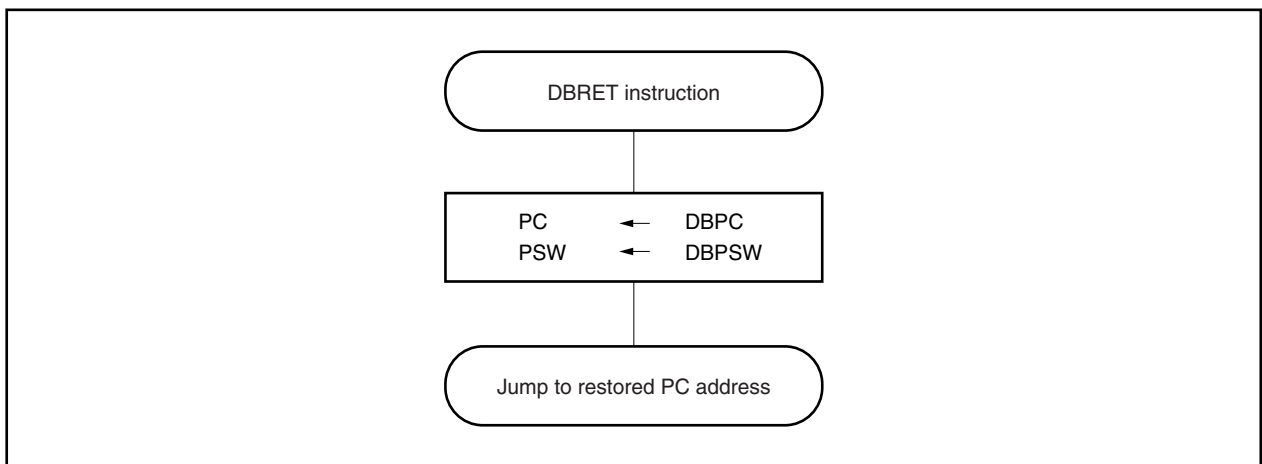 DBRET instruction
PC ← DBPC
PSW ← DBPSW
Jump to restored PC address